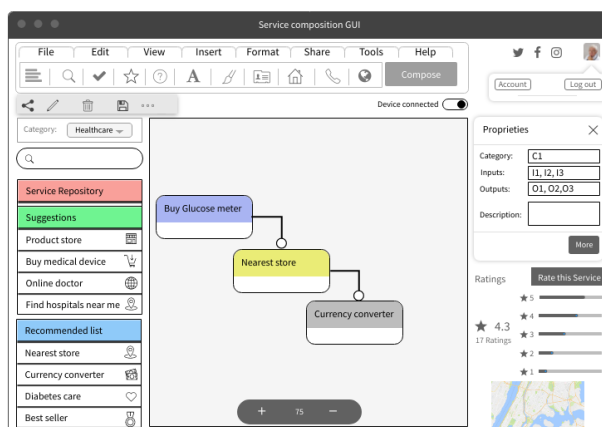 Service composition GUI
File Edit View Insert Format Share Tools Help
A Compose
Account Log out
Device connected
Category: Healthcare
Service Repository
Suggestions
Product store
Buy medical device
Online doctor
Find hospitals near me
Recommended list
Nearest store
Currency converter
Diabetes care
Best seller
Buy Glucose meter
Nearest store
Currency converter
+ 75 −
Proprieties
Category: C1
Inputs: I1, I2, I3
Outputs: O1, O2,O3
Description:
More
Ratings Rate this Service
5
4
4.3
17 Ratings
3
2
1